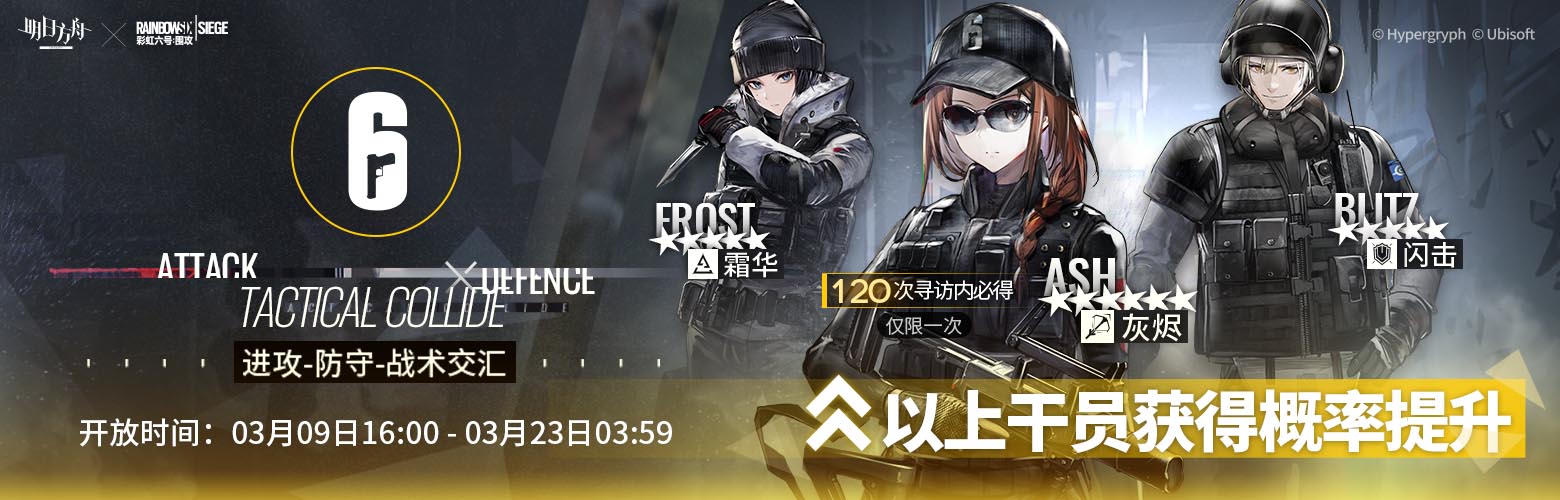 明日方舟
RAINBOW SIX | SIEGE
彩虹六号:围攻
© Hypergryph © Ubisoft
6
6
ATTACK
DEFENCE
TACTICAL COLLIDE
进攻-防守-战术交汇
开放时间：03月09日16:00 - 03月23日03:59
FROST
★★★★★
霜华
120次寻访内必得
仅限一次
ASH
★★★★★★
灰烬
BLITZ
★★★★★
闪击
以上干员获得概率提升